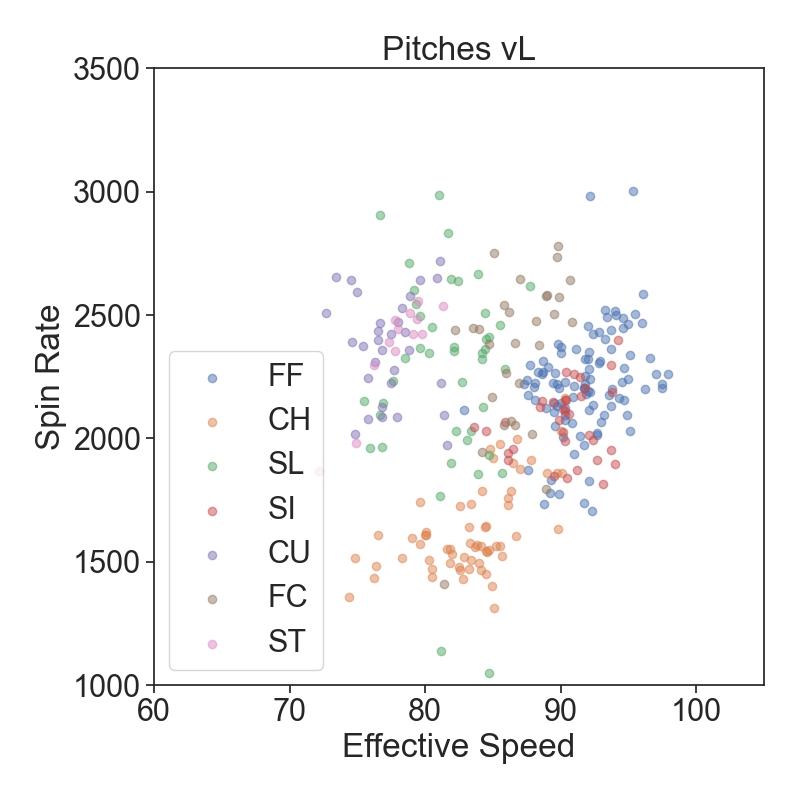 Pitches vL
3500
3000
2500
2000
1500
1000
Spin Rate
FF
CH
SL
SI
CU
FC
ST
60 70 80 90 100
Effective Speed